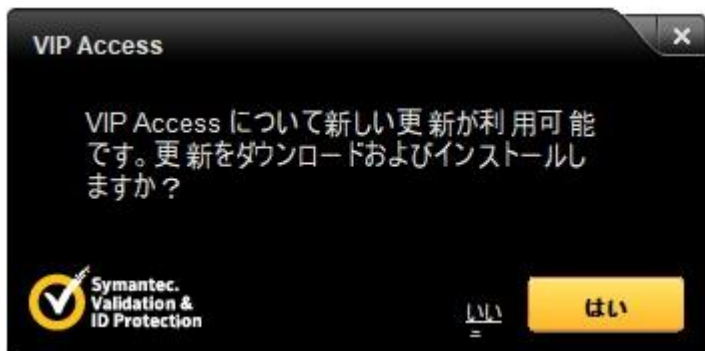 VIP Access
VIP Access について新しい更新が利用可能
です。更新をダウンロードおよびインストールし
ますか？
Symantec.
Validation &
ID Protection
いい
はい